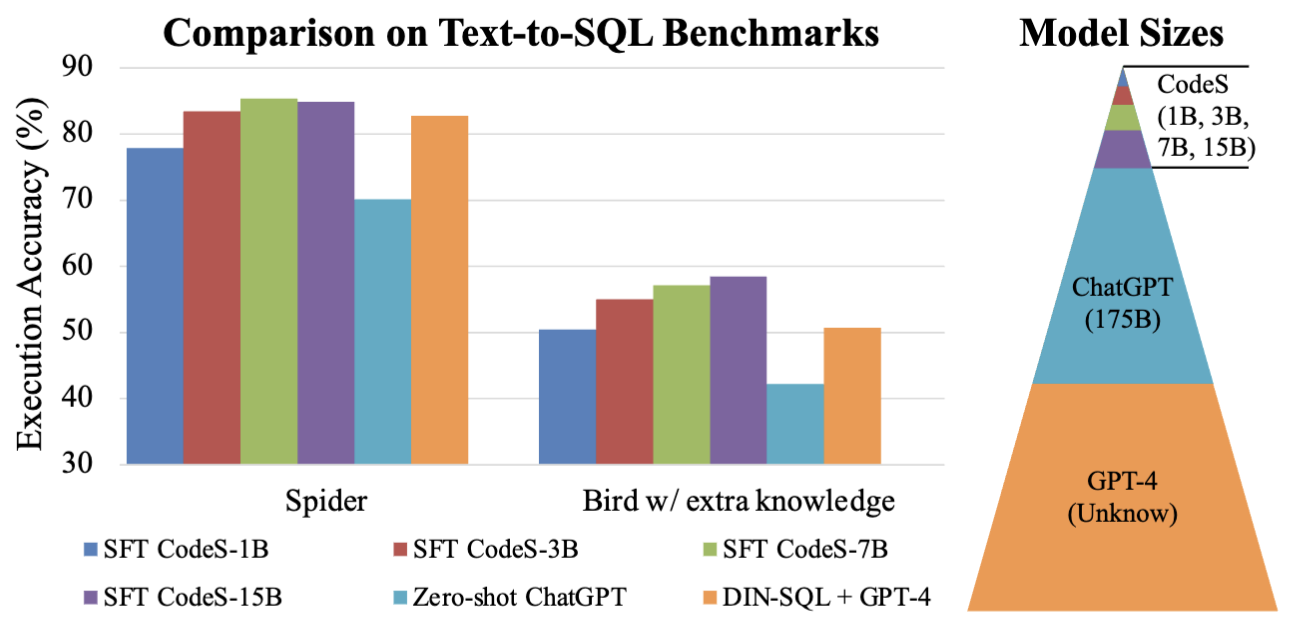 Comparison on Text-to-SQL Benchmarks
Execution Accuracy (%)
90
80
70
60
50
40
30
Spider
Bird w/ extra knowledge
SFT CodeS-1B
SFT CodeS-3B
SFT CodeS-7B
SFT CodeS-15B
Zero-shot ChatGPT
DIN-SQL + GPT-4
Model Sizes
CodeS
(1B, 3B,
7B, 15B)
ChatGPT
(175B)
GPT-4
(Unknow)